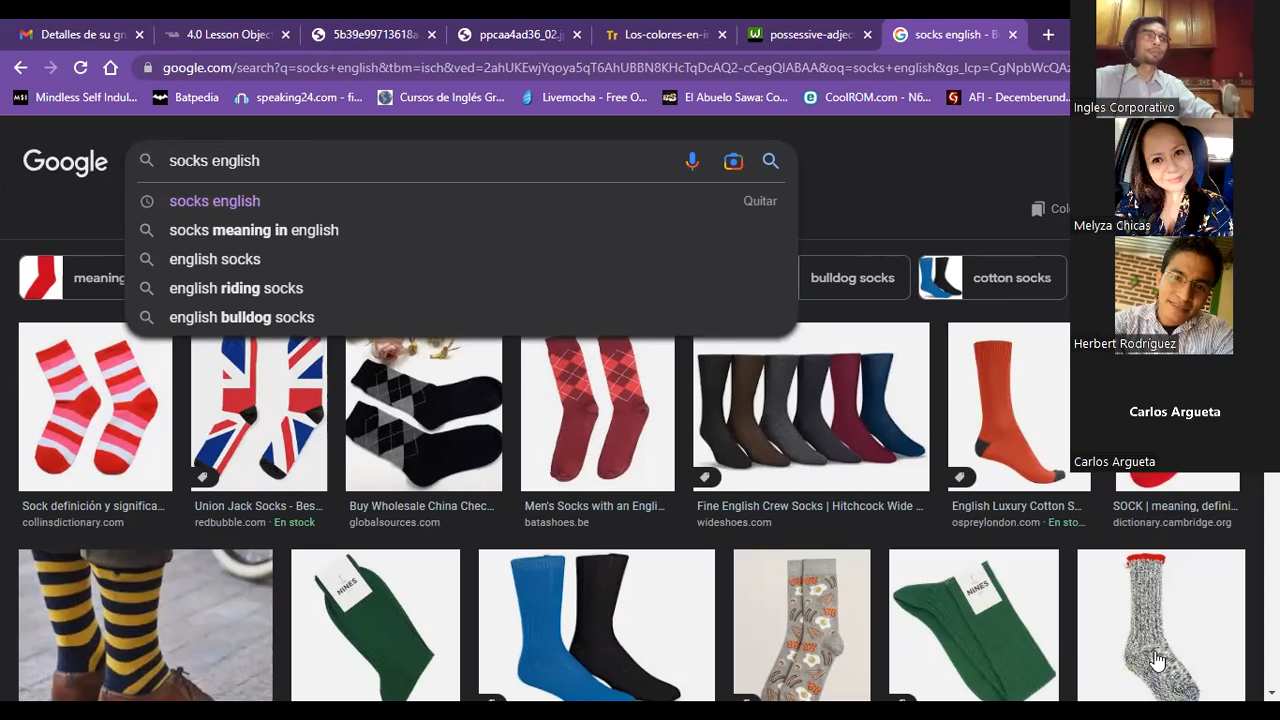 Detalles de su gr
4.0 Lesson Object
5b39e99713618a
ppcaa4ad36_02.j
Los-colores-en-i
possessive-adjec
socks english - B
google.com/search?q=socks+english&tbm=isch&ved=2ahUKEwjYqoya5qT6AhUBBN8KHcTqDcAQ2-cCegQIABAA&oq=socks+english&gs_lcp=CgNpbWcQAz
Mindless Self Indul...
Batpedia
speaking24.com - fi...
Cursos de Inglés Gr...
Livemocha - Free O...
El Abuelo Sawa: Co...
CoolROM.com - N6...
AFI - Decemberund...
Ingles Corporativo
Google
socks english
socks english
Quitar
socks meaning in english
english socks
english riding socks
english bulldog socks
Melyza Chicas
meaning
bulldog socks
cotton socks
Herbert Rodríguez
Carlos Argueta
Carlos Argueta
Sock definición y significa...
collinsdictionary.com
Union Jack Socks - Bes...
redbubble.com · En stock
Buy Wholesale China Chec...
globalsources.com
Men's Socks with an Engli...
batashoes.be
Fine English Crew Socks | Hitchcock Wide ...
wideshoes.com
English Luxury Cotton S...
ospreylondon.com · En sto...
SOCK | meaning, defini...
dictionary.cambridge.org
NINES
NINES